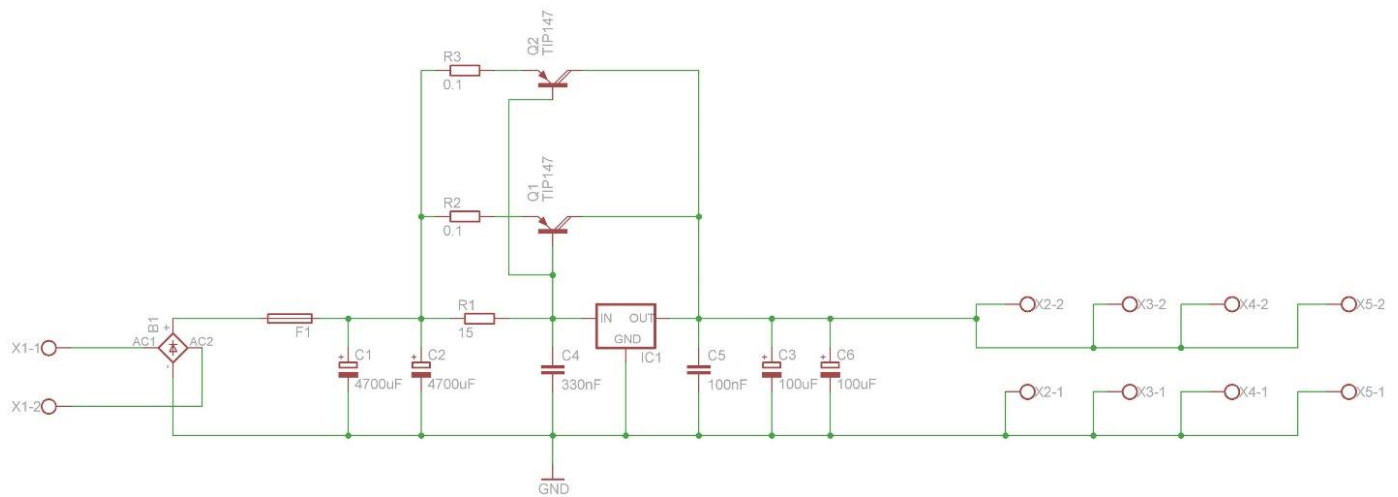 Q2
TIP147
R3
0.1
Q1
TIP147
R2
0.1
R1
15
IN OUT
GND
IC1
B1
+
AC1 AC2
-
F1
X1-1
X1-2
+ C1
4700uF
+ C2
4700uF
C4
330nF
C5
100nF
+ C3
100uF
+ C6
100uF
X2-2 X3-2 X4-2 X5-2
X2-1 X3-1 X4-1 X5-1
GND